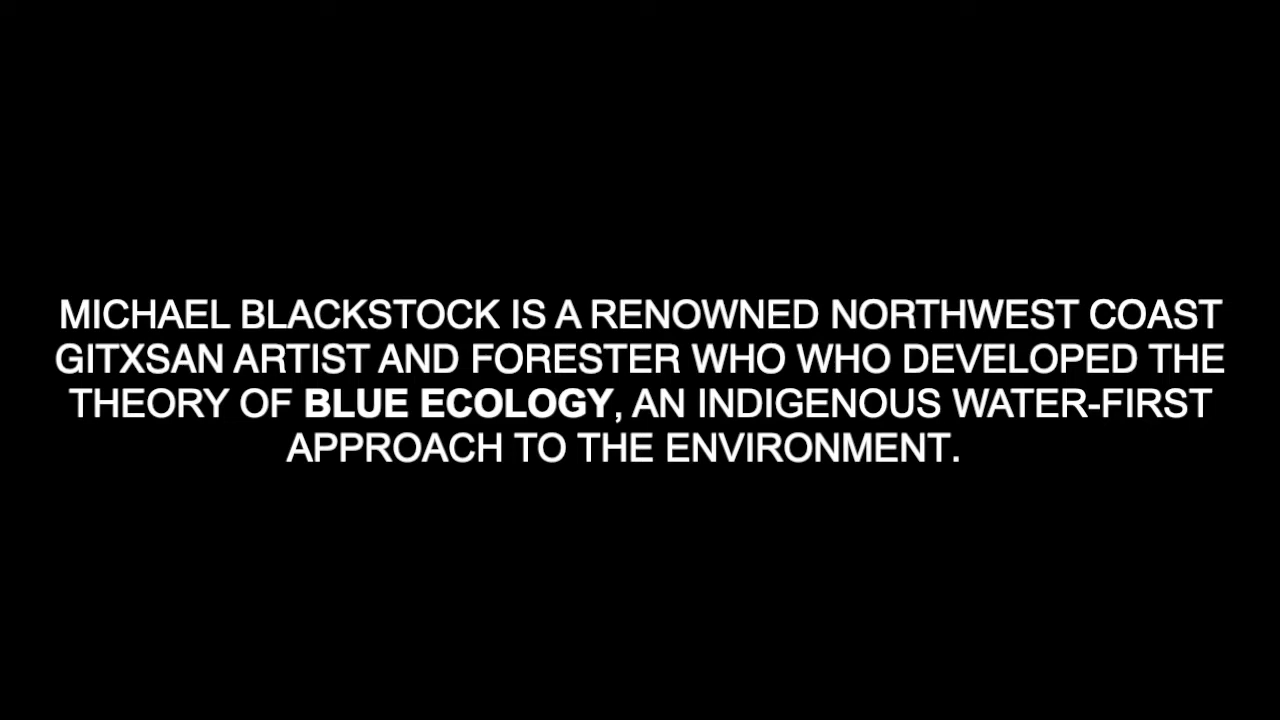 MICHAEL BLACKSTOCK IS A RENOWNED NORTHWEST COAST
GITXSAN ARTIST AND FORESTER WHO WHO DEVELOPED THE
THEORY OF BLUE ECOLOGY, AN INDIGENOUS WATER-FIRST
APPROACH TO THE ENVIRONMENT.